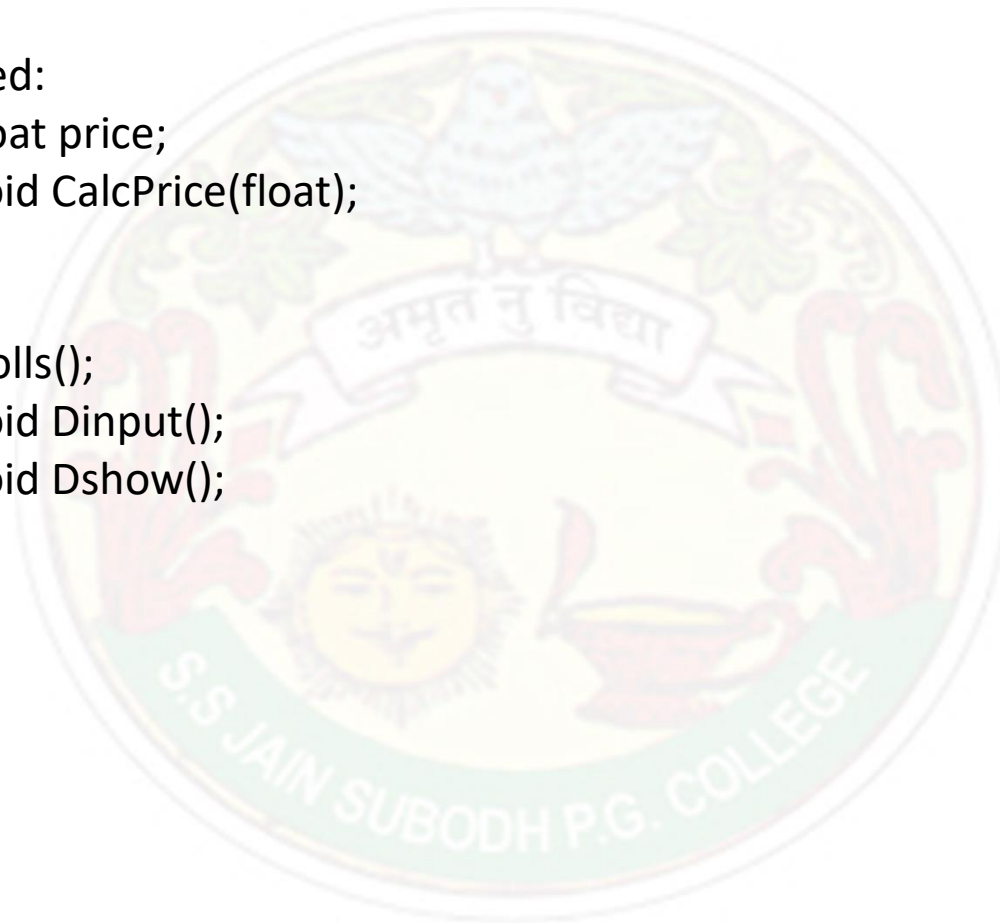 ed:
oat price;
oid CalcPrice(float);
अमृत नु विद्या
olls();
oid Dinput();
oid Dshow();
S.S JAIN SUBODH P.G. COLLEGE